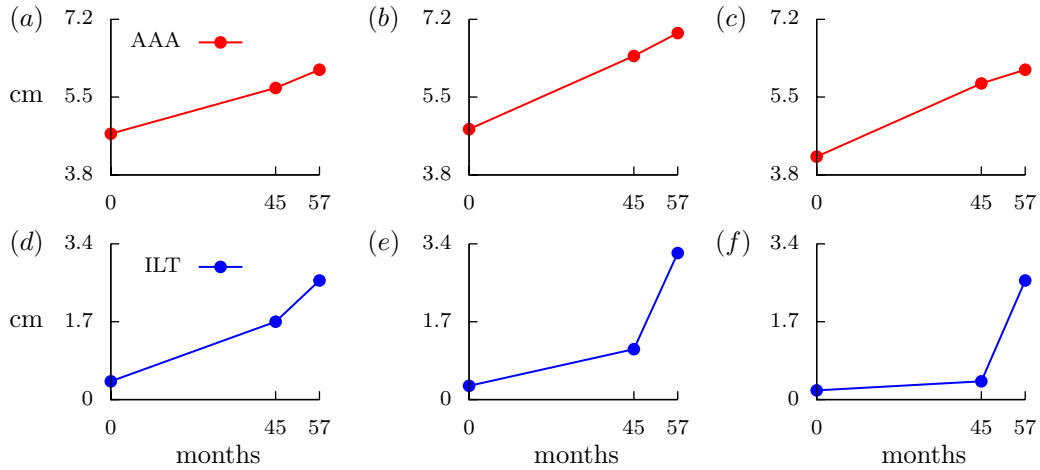 (a) (b) (c)
7.2 7.2 7.2
AAA
cm 5.5 5.5 5.5
3.8 3.8 3.8
0 45 57 0 45 57 0 45 57
(d) (e) (f)
3.4 3.4 3.4
ILT
cm 1.7 1.7 1.7
0 0 0
0 45 57 0 45 57 0 45 57
months months months